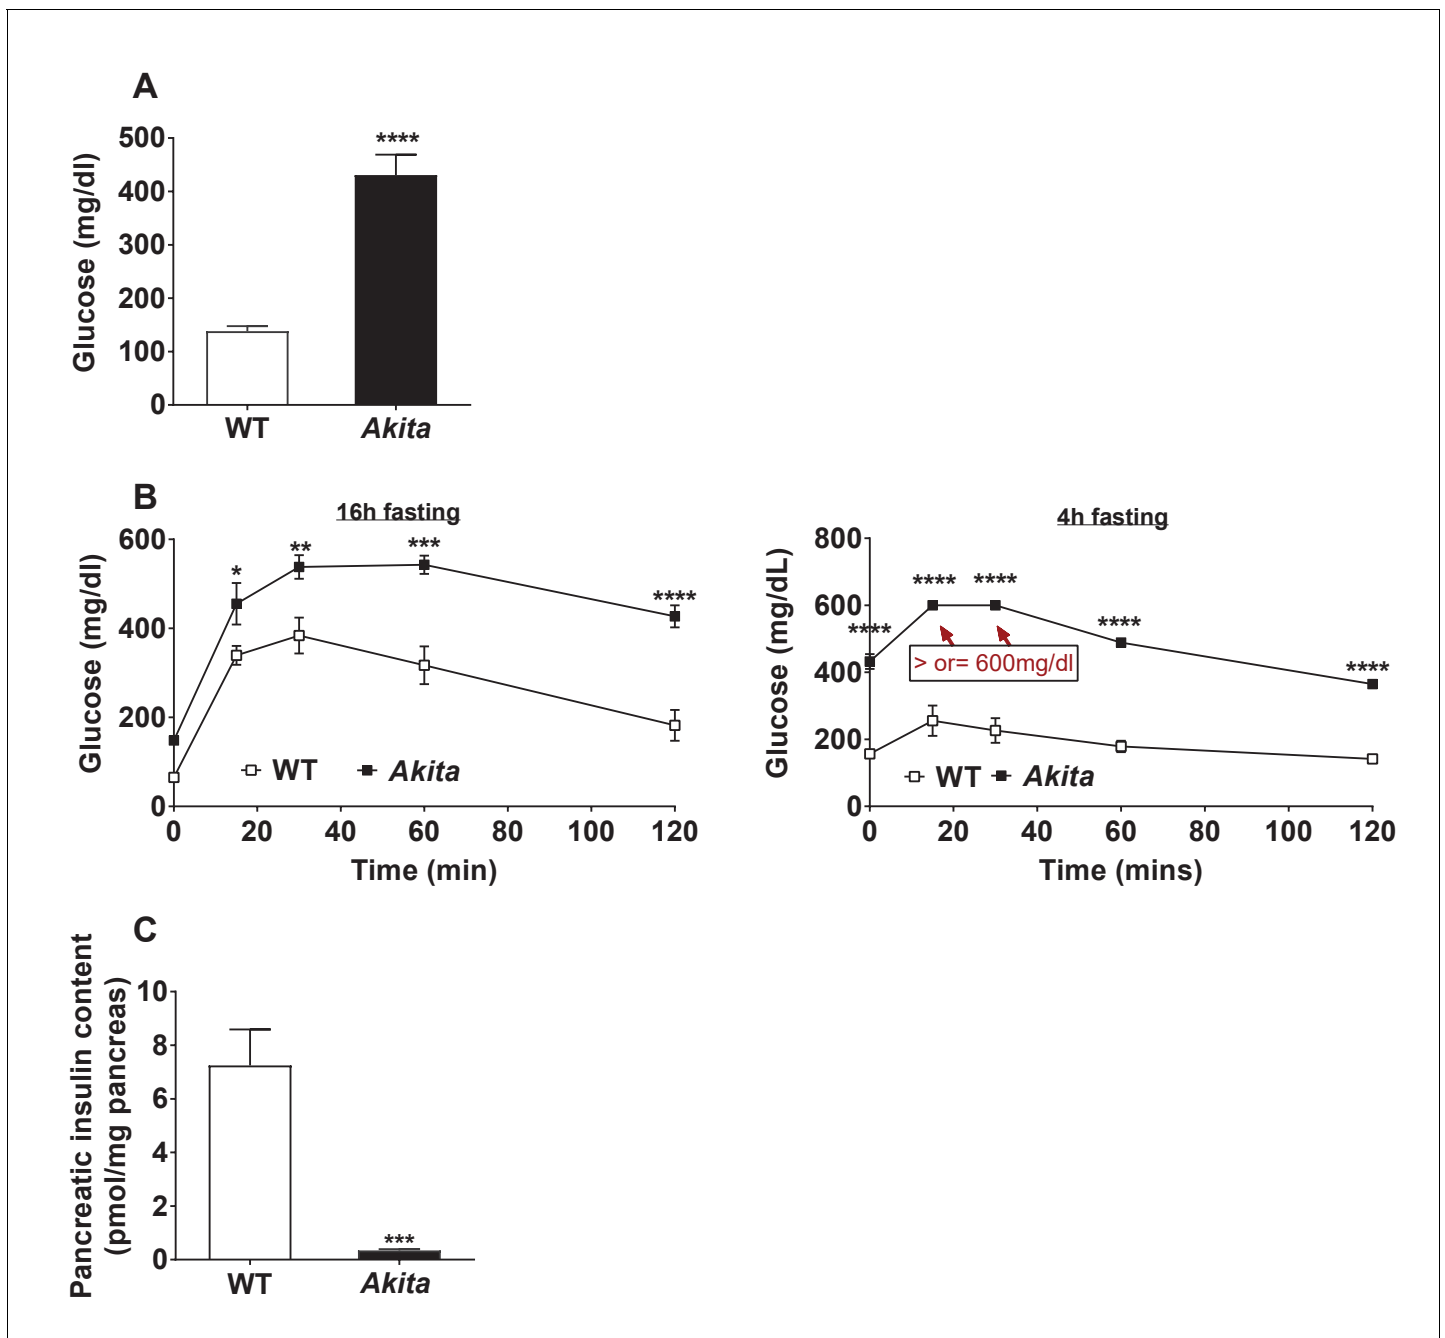 A
Glucose (mg/dl)
500
400
300
200
100
0
****
WT
Akita
B
16h fasting
Glucose (mg/dl)
600
400
200
0
*
**
***
****
WT
Akita
0 20 40 60 80 100 120
Time (min)
4h fasting
Glucose (mg/dL)
800
600
400
200
0
****
****
****
****
****
> or= 600mg/dl
WT
Akita
0 20 40 60 80 100 120
Time (mins)
C
Pancreatic insulin content
(pmol/mg pancreas)
10
8
6
4
2
0
***
WT
Akita